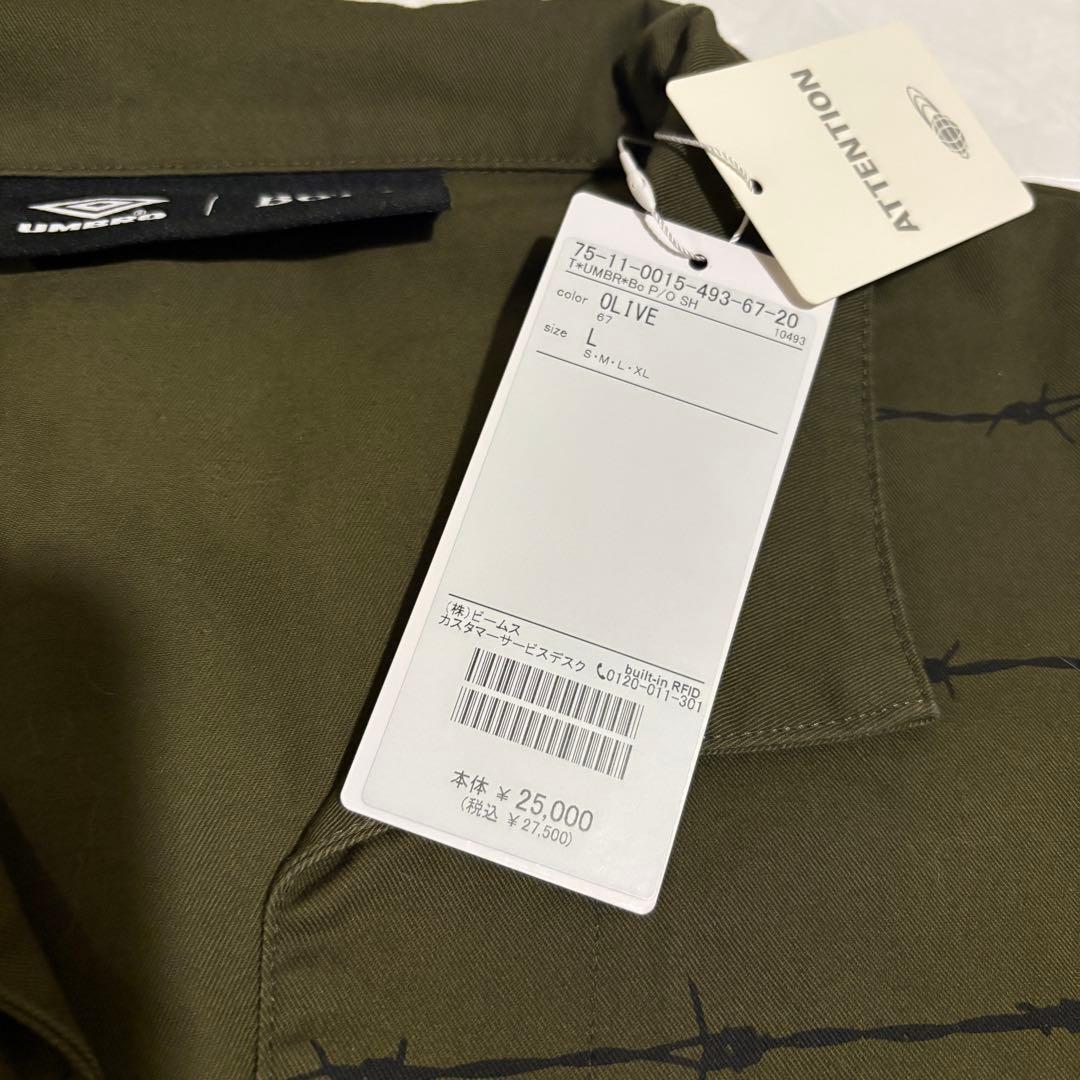 ATTENTION
UMBRO
/
75-11-0015-493-67-20
T*UMBR*Bc P/O SH
10493
color OLIVE
67
size L
S・M・L・XL
(株)ビームス
カスタマーサービスデスク
built-in RFID
0120-011-301
本体 ¥ 25,000
(税込 ¥27,500)